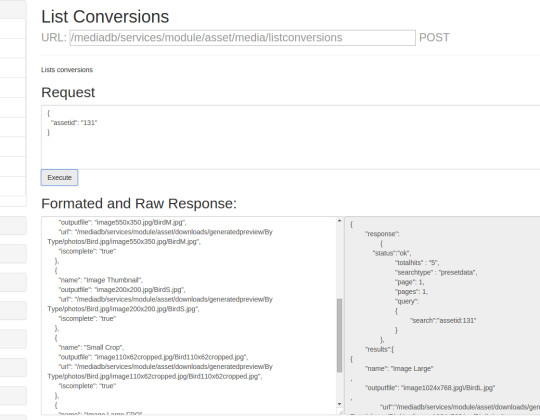 List Conversions
URL: /mediadb/services/module/asset/media/listconversions POST
Lists conversions
Request
{
"assetid": "131"
}
Execute
Formated and Raw Response:
"outputfile": "image550x350.jpg/BirdM.jpg",
"url": "/mediadb/services/module/asset/downloads/generatedpreview/By
Type/photos/Bird.jpg/image550x350.jpg/BirdM.jpg",
"iscomplete": "true"
},
{
"name": "Image Thumbnail",
"outputfile": "image200x200.jpg/BirdS.jpg",
"url": "/mediadb/services/module/asset/downloads/generatedpreview/By
Type/photos/Bird.jpg/image200x200.jpg/BirdS.jpg",
"iscomplete": "true"
},
{
"name": "Small Crop",
"outputfile": "image110x62cropped.jpg/Bird110x62cropped.jpg",
"url": "/mediadb/services/module/asset/downloads/generatedpreview/By
Type/photos/Bird.jpg/image110x62cropped.jpg/Bird110x62cropped.jpg",
"iscomplete": "true"
},
{
"name": "Image Large
{
"response":
{
"status":"ok",
"totalhits" : "5",
"searchtype" : "presetdata",
"page": 1,
"pages": 1,
"query":
{
"search":"assetid:131"
}
},
"results":[
{
"name": "Image Large"
,
"outputfile": "image1024x768.jpg\/BirdL.jpg"
,
"url":"/mediadb/services/module/asset/downloads/gen